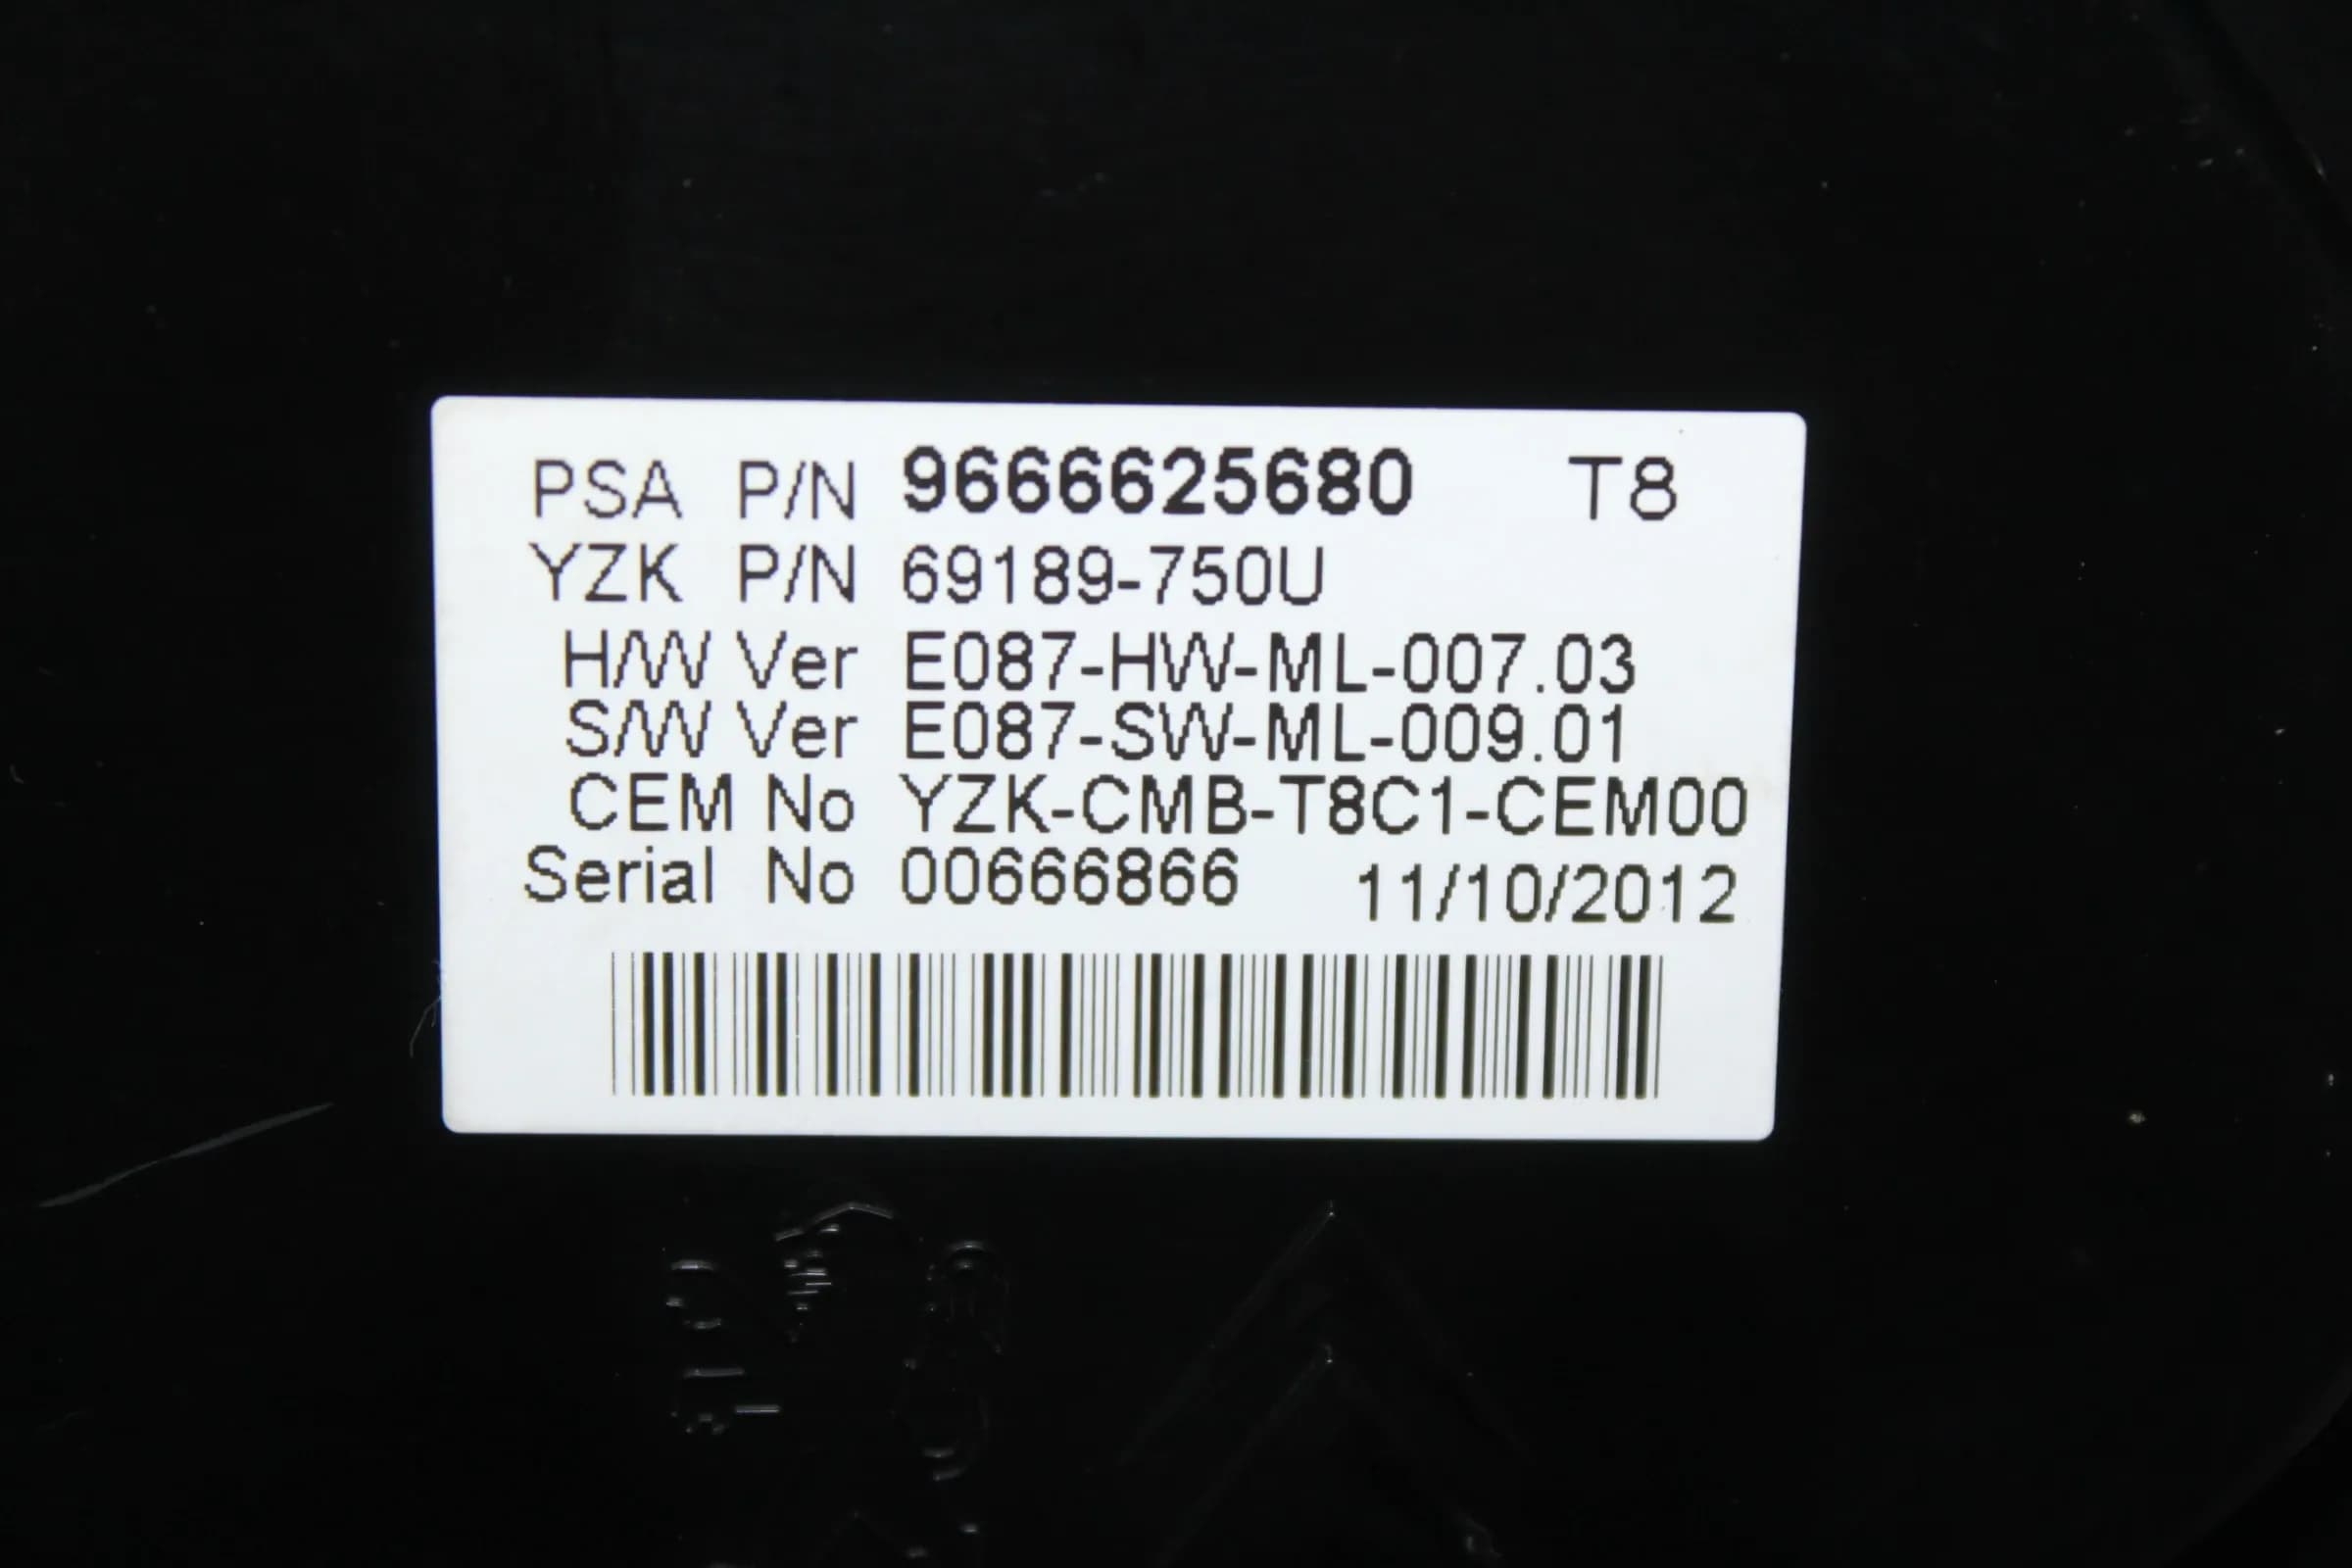 PSA P/N 9666625680 T8
YZK P/N 69189-750U
H/W Ver E087-HW-ML-007.03
S/W Ver E087-SW-ML-009.01
CEM No YZK-CMB-T8C1-CEM00
Serial No 00666866 11/10/2012